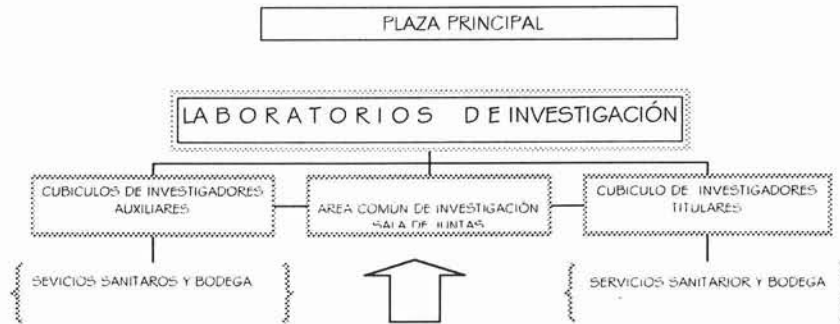 PLAZA PRINCIPAL
LABORATORIOS DE INVESTIGACIÓN
CUBICULOS DE INVESTIGADORES
AUXILIARES
AREA COMÚN DE INVESTIGACIÓN
SALA DE JUNTAS
CUBICULO DE INVESTIGADORES
TITULARES
SEVICIOS SANITAROS Y BODEGA
SERVICIOS SANITARIOR Y BODEGA